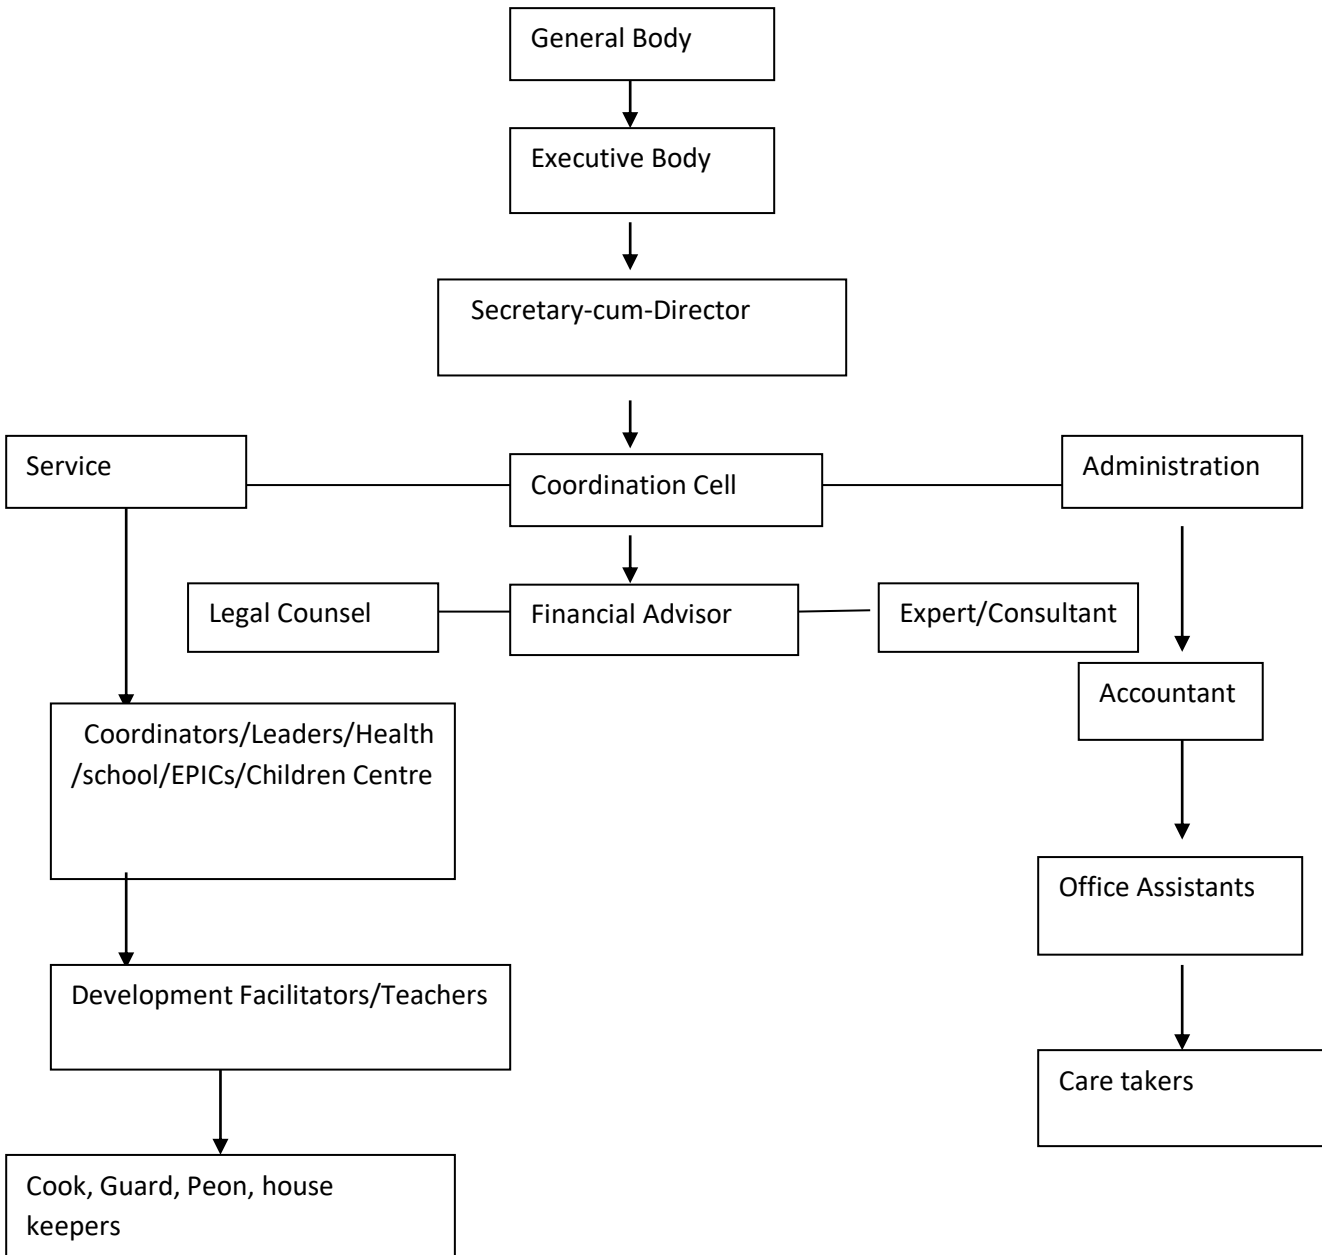 General Body
Executive Body
Secretary-cum-Director
Service
Coordination Cell
Administration
Legal Counsel
Financial Advisor
Expert/Consultant
Accountant
Coordinators/Leaders/Health
/school/EPICs/Children Centre
Office Assistants
Development Facilitators/Teachers
Care takers
Cook, Guard, Peon, house
keepers